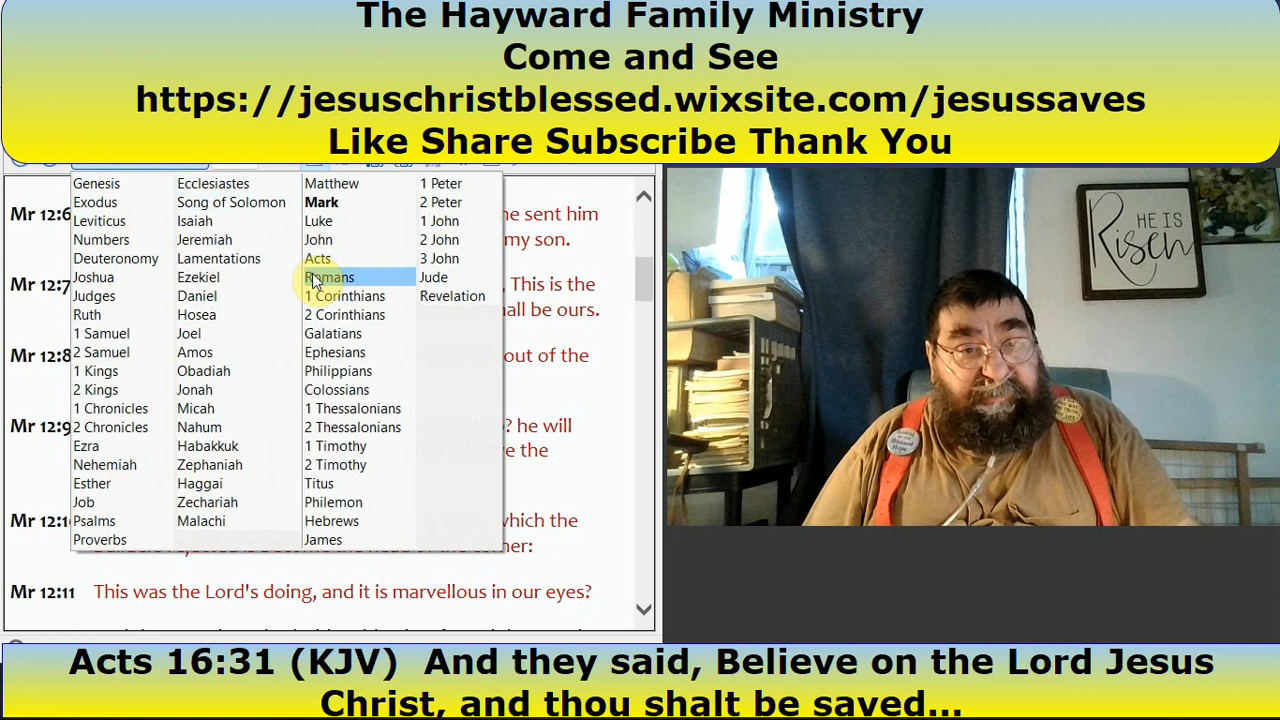 The Hayward Family Ministry
Come and See
https://jesuschristblessed.wixsite.com/jesussaves
Like Share Subscribe Thank You
Genesis
Exodus
Leviticus
Numbers
Deuteronomy
Joshua
Judges
Ruth
1 Samuel
2 Samuel
1 Kings
2 Kings
1 Chronicles
2 Chronicles
Ezra
Nehemiah
Esther
Job
Psalms
Proverbs
Ecclesiastes
Song of Solomon
Isaiah
Jeremiah
Lamentations
Ezekiel
Daniel
Hosea
Joel
Amos
Obadiah
Jonah
Micah
Nahum
Habakkuk
Zephaniah
Haggai
Zechariah
Malachi
Matthew
Mark
Luke
John
Acts
Romans
1 Corinthians
2 Corinthians
Galatians
Ephesians
Philippians
Colossians
1 Thessalonians
2 Thessalonians
1 Timothy
2 Timothy
Titus
Philemon
Hebrews
James
1 Peter
2 Peter
1 John
2 John
3 John
Jude
Revelation
Mr 12:6 he sent him
my son.
Mr 12:7 This is the
shall be ours.
Mr 12:8 out of the
Mr 12:9 ? he will
the
which the
Mr 12:11 This was the Lord's doing, and it is marvellous in our eyes?
HE IS
Risen
Acts 16:31 (KJV) And they said, Believe on the Lord Jesus
Christ, and thou shalt be saved...